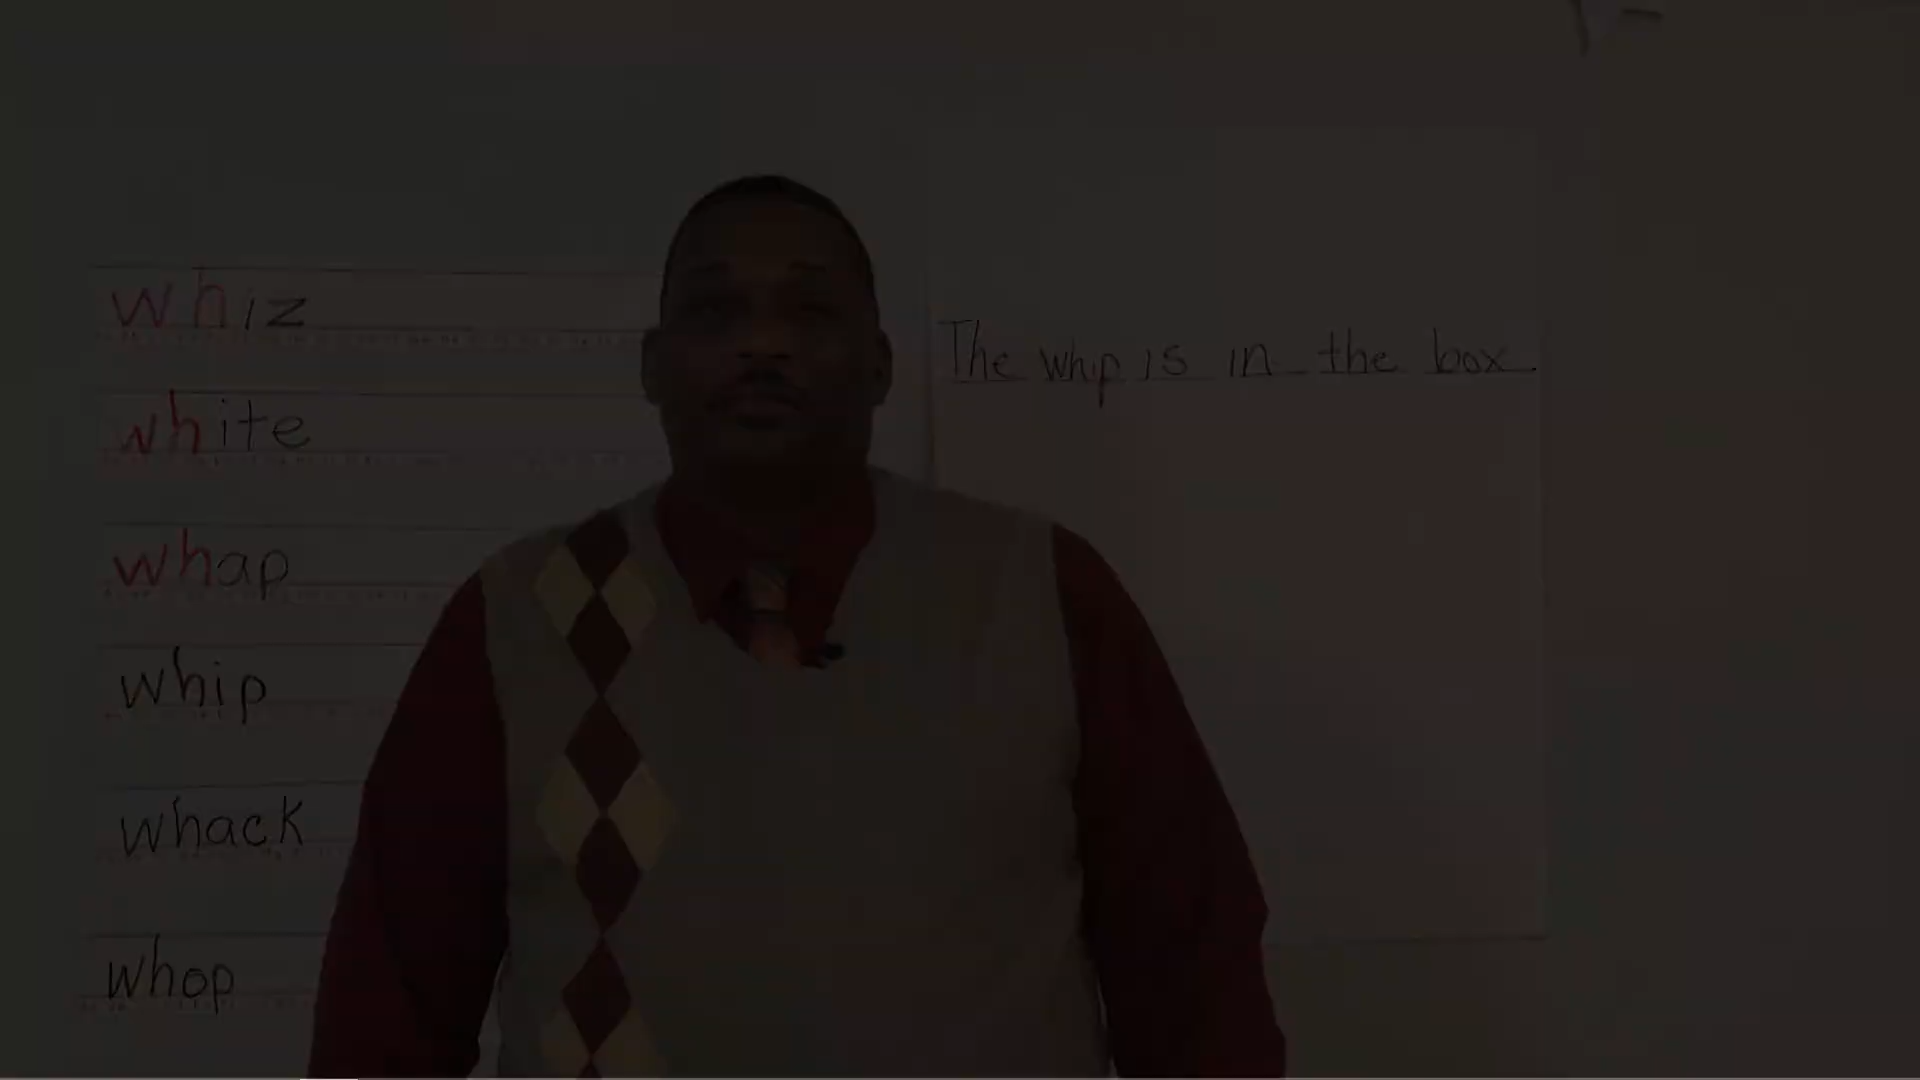 whiz
white
whap
whip
whack
whop
The whip is in the box.